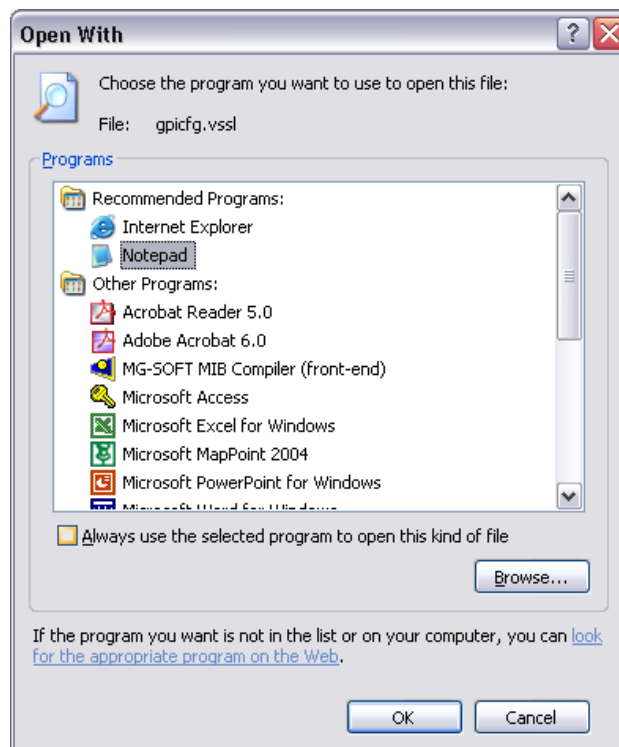 Open With
Choose the program you want to use to open this file:
File: gpicfg.vssl
Programs
Recommended Programs:
Internet Explorer
Notepad
Other Programs:
Acrobat Reader 5.0
Adobe Acrobat 6.0
MG-SOFT MIB Compiler (front-end)
Microsoft Access
Microsoft Excel for Windows
Microsoft MapPoint 2004
Microsoft PowerPoint for Windows
Microsoft Word for Windows
Always use the selected program to open this kind of file
Browse...
If the program you want is not in the list or on your computer, you can look
for the appropriate program on the Web.
OK Cancel